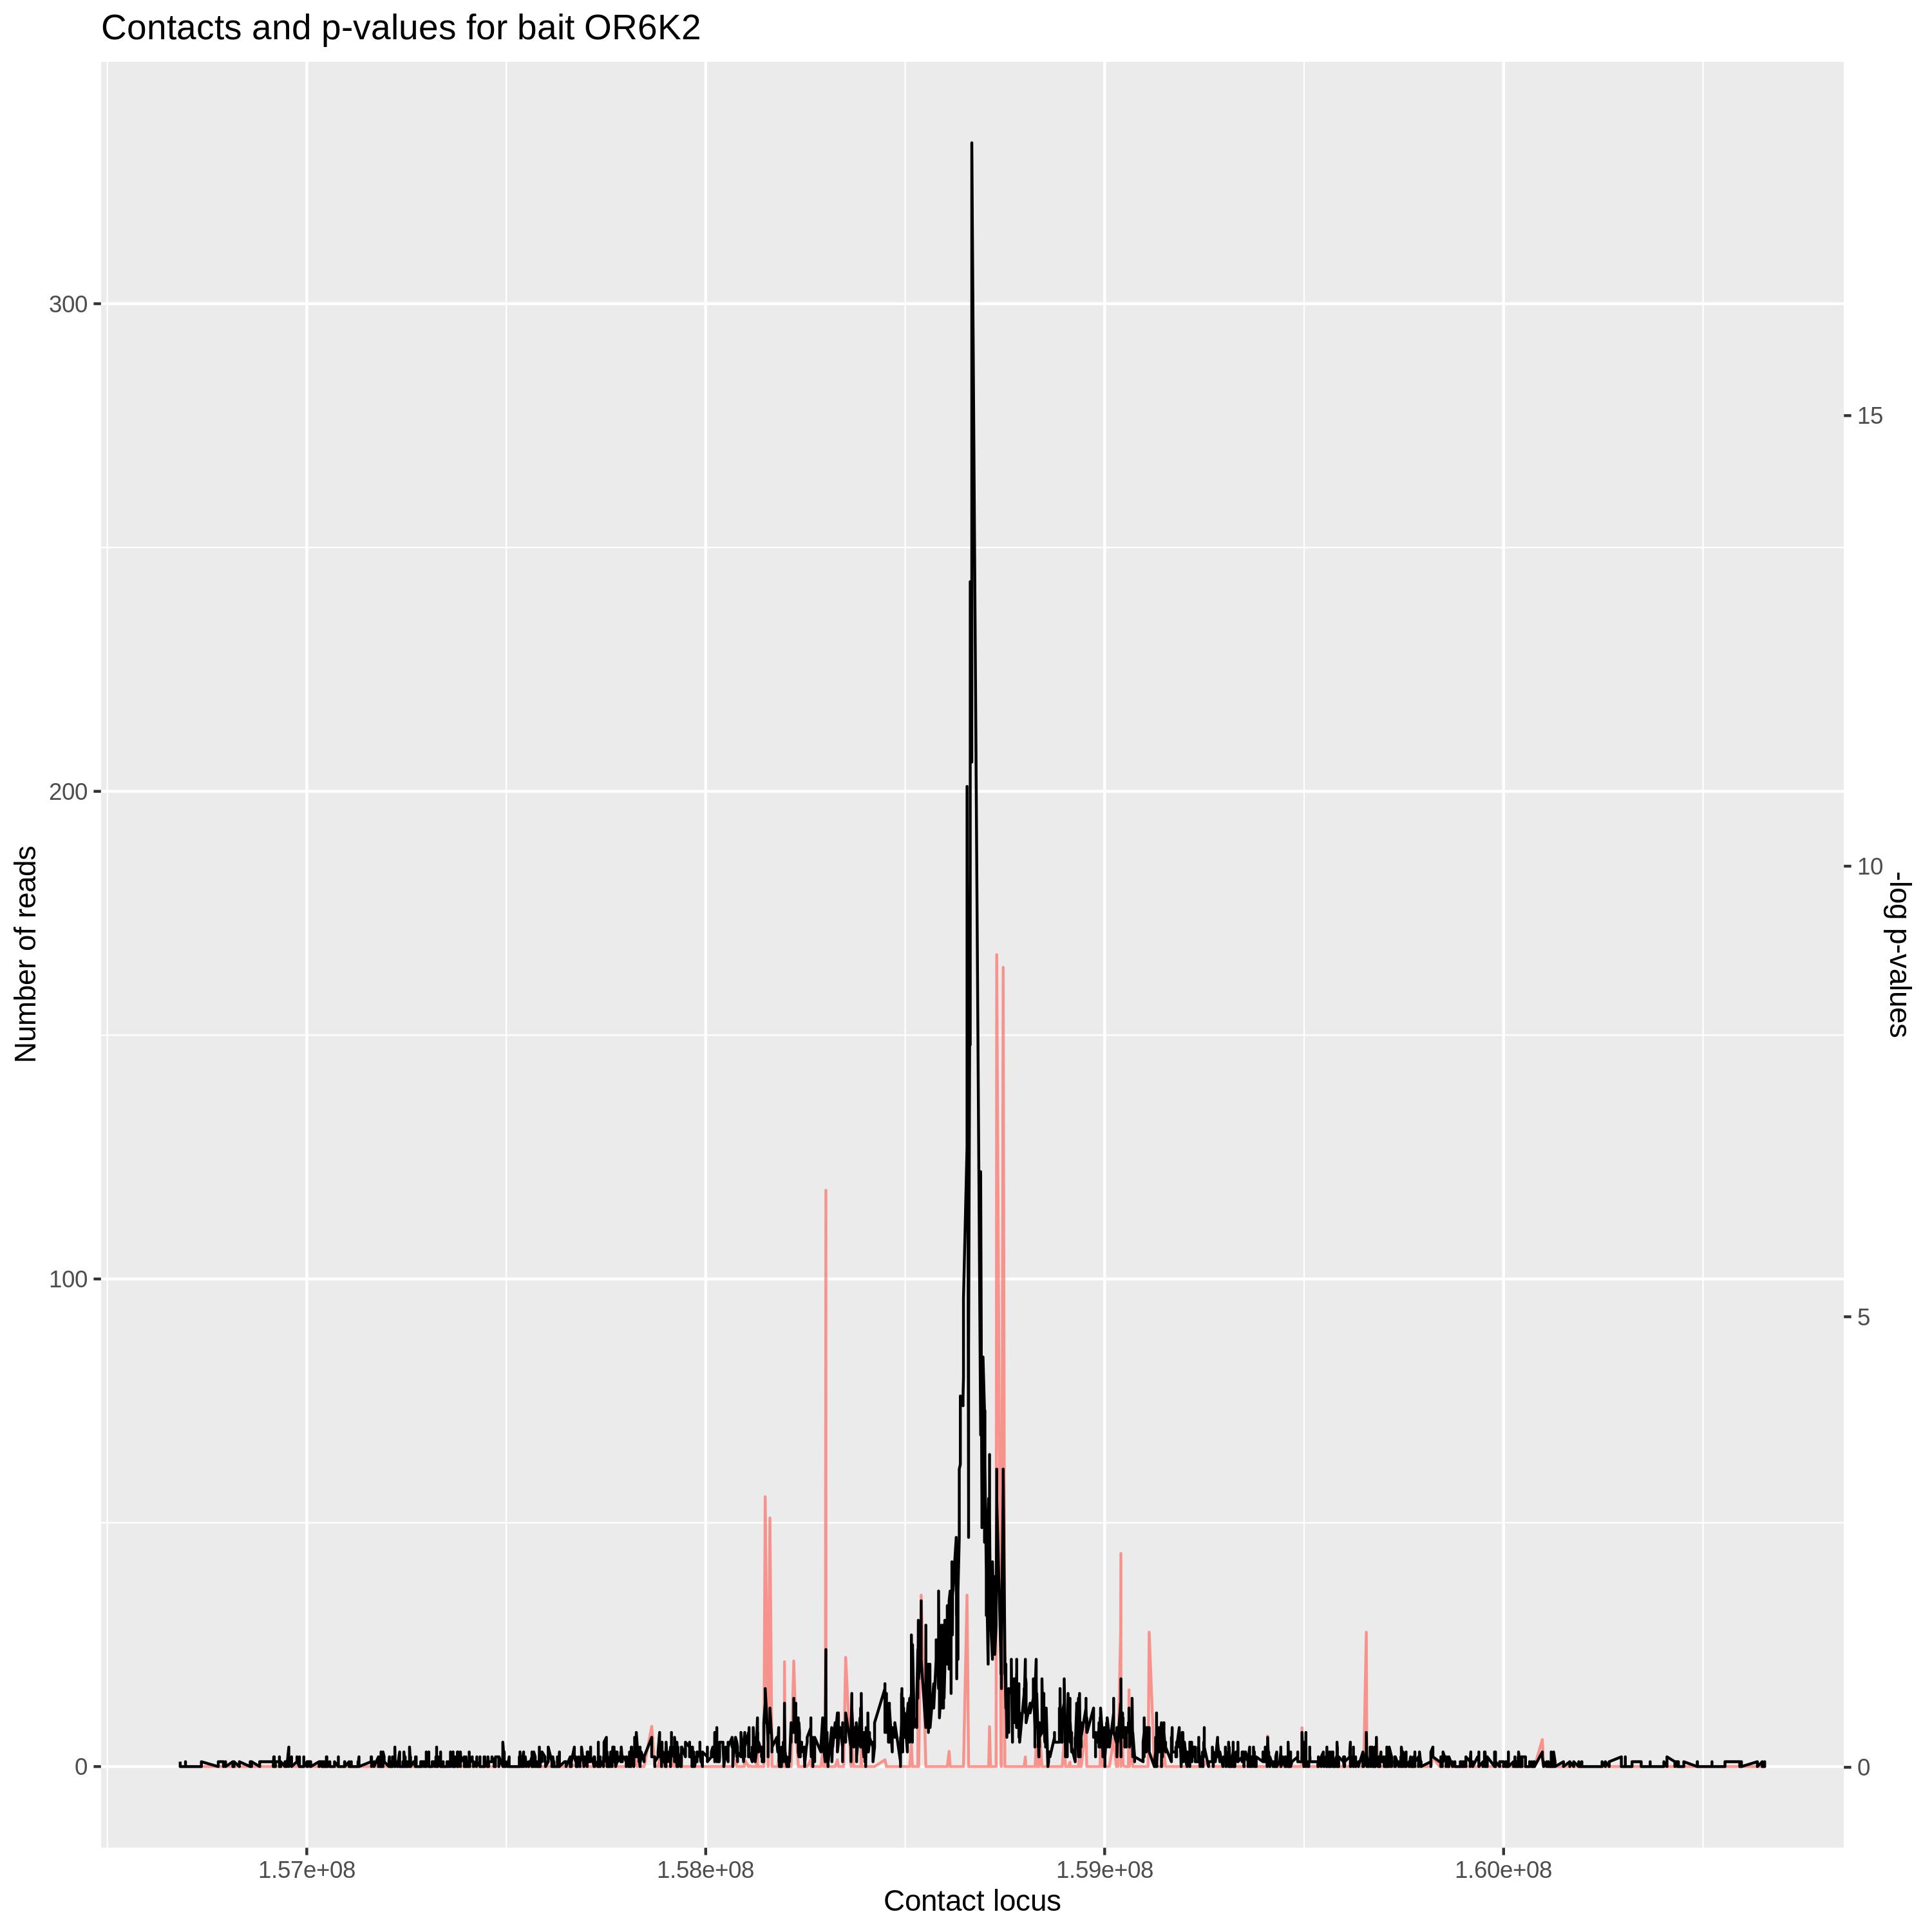 Contacts and p-values for bait OR6K2
300
200
100
0
15
10
5
0
Number of reads
-log p-values
1.57e+08 1.58e+08 1.59e+08 1.60e+08
Contact locus